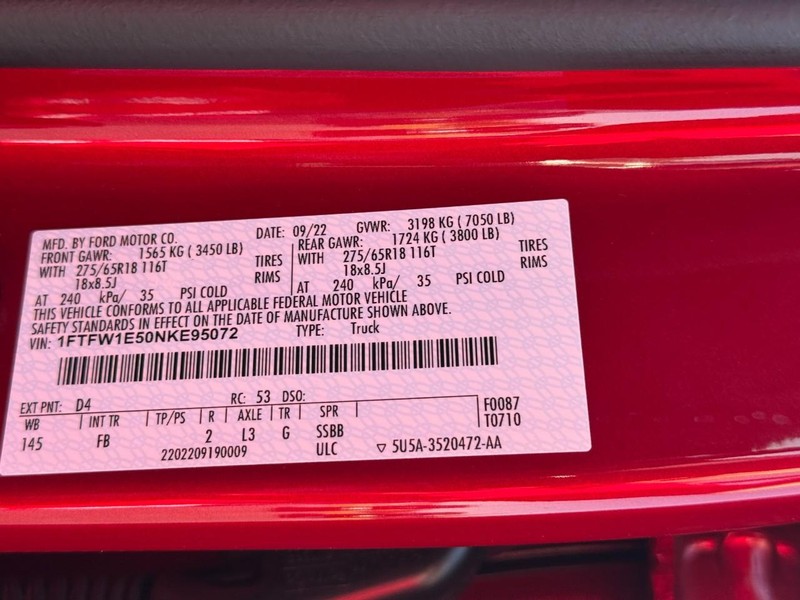 MFD. BY FORD MOTOR CO. DATE: 09/22 GVWR: 3198 KG ( 7050 LB)
FRONT GAWR: 1565 KG ( 3450 LB) REAR GAWR: 1724 KG ( 3800 LB)
WITH 275/65R18 116T TIRES WITH 275/65R18 116T TIRES
18x8.5J RIMS 18x8.5J RIMS
AT 240 kPa/ 35 PSI COLD AT 240 kPa/ 35 PSI COLD
THIS VEHICLE CONFORMS TO ALL APPLICABLE FEDERAL MOTOR VEHICLE
SAFETY STANDARDS IN EFFECT ON THE DATE OF MANUFACTURE SHOWN ABOVE.
VIN: 1FTFW1E50NKE95072 TYPE: Truck
EXT PNT: D4 RC: 53 DSO: F0087
WB INT TR TP/PS R AXLE TR SPR T0710
145 FB 2 L3 G SSBB
2202209190009 ULC ▽ 5U5A-3520472-AA